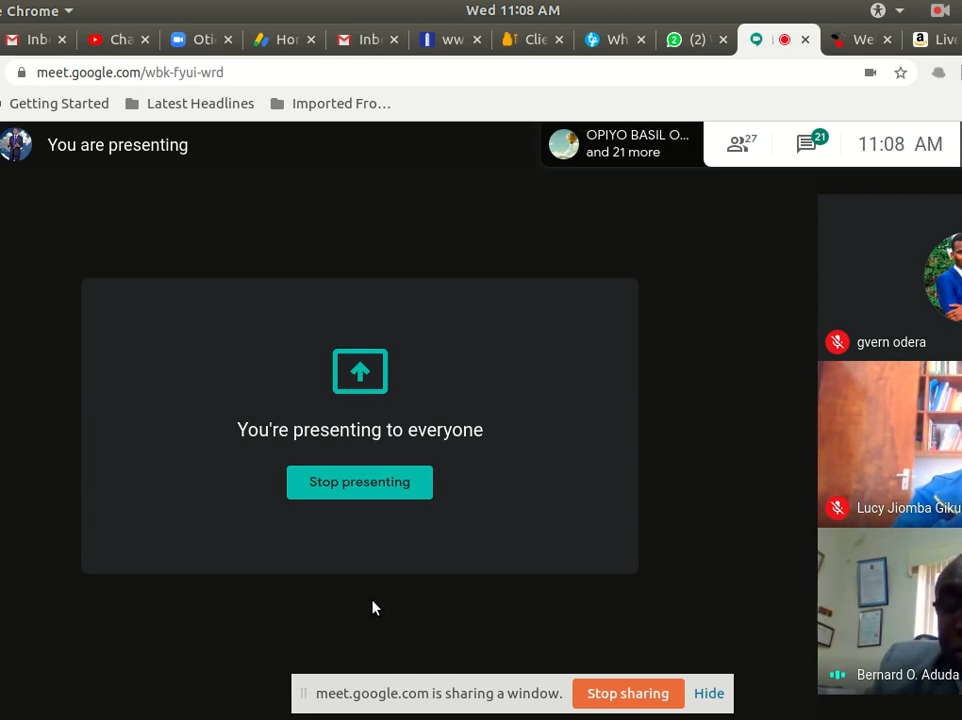 e Chrome
Wed 11:08 AM
Inb
Cha
Oti
Hor
Inb
ww
Clie
Wh
(2)
We
Live
meet.google.com/wbk-fyui-wrd
Getting Started
Latest Headlines
Imported Fro…
You are presenting
OPIYO BASIL O...
and 21 more
27
21
11:08 AM
You're presenting to everyone
Stop presenting
gvern odera
Lucy Jiomba Giku
Bernard O. Aduda
meet.google.com is sharing a window.
Stop sharing
Hide